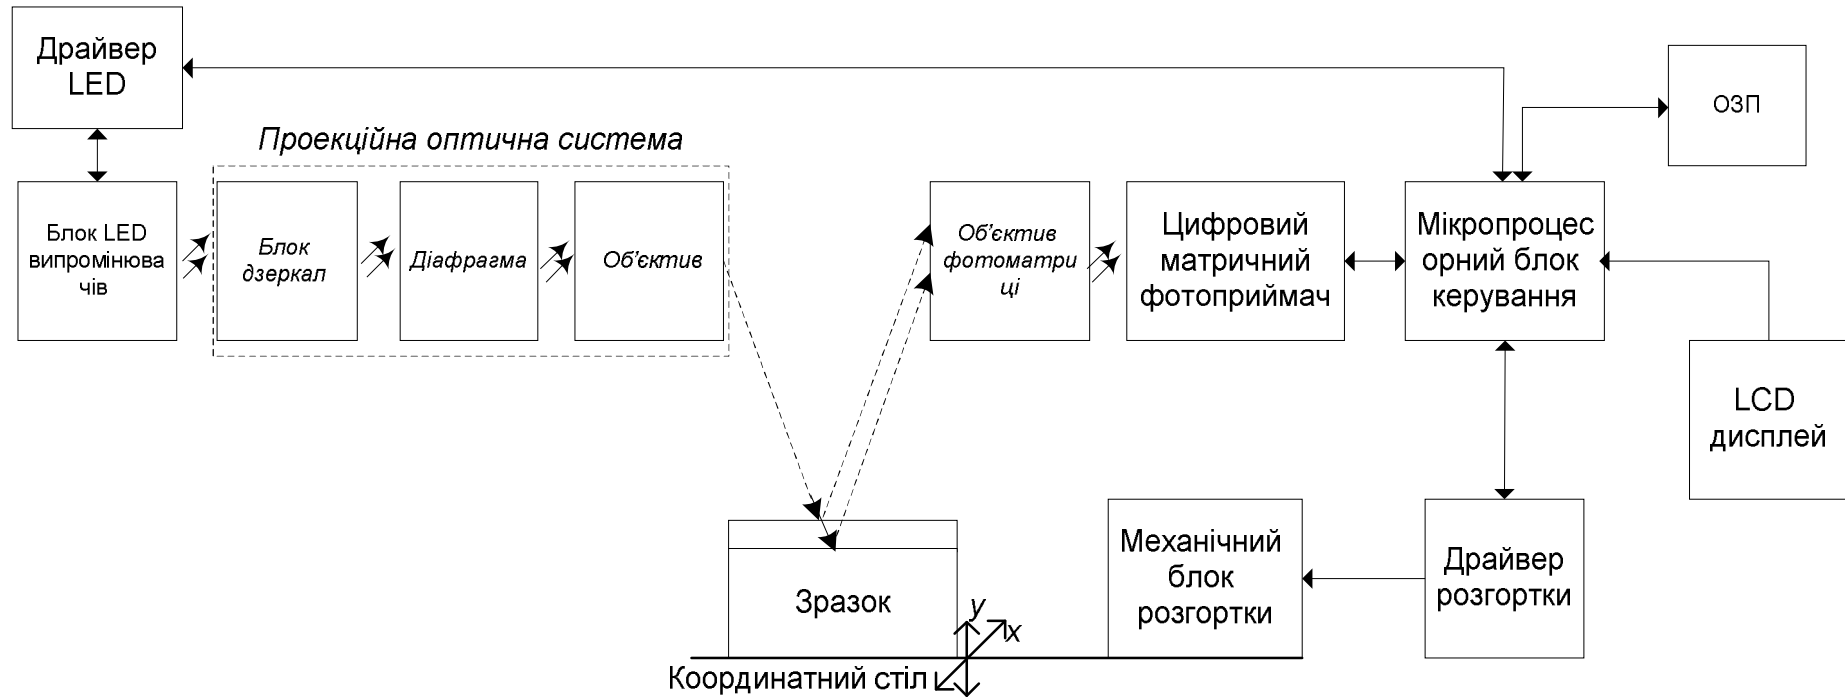 Драйвер
LED
ОЗП
Проекційна оптична система
Блок LED
випромінюва
чів
Блок
дзеркал
Діафрагма
Об'єктив
Об'єктив
фотоматри
ці
Цифровий
матричний
фотоприймач
Мікропроцес
орний блок
керування
LCD
дисплей
Зразок
Механічний
блок
розгортки
Драйвер
розгортки
y
x
Координатний стіл